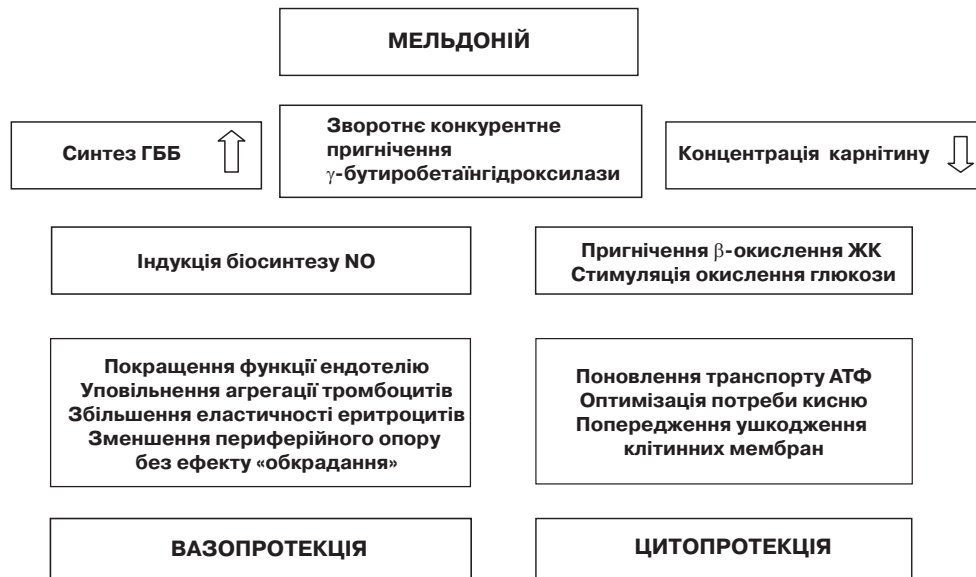 МЕЛЬДОНІЙ
Синтез ГББ
Зворотнє конкурентне
пригнічення
γ-бутиробетаїнгідроксилази
Концентрація карнітину
Індукція біосинтезу NO
Пригнічення β-окислення ЖК
Стимуляція окислення глюкози
Покращення функції ендотелію
Уповільнення агрегації тромбоцитів
Збільшення еластичності еритроцитів
Зменшення периферійного опору
без ефекту «обкрадання»
Поновлення транспорту АТФ
Оптимізація потреби кисню
Попередження ушкодження
клітинних мембран
ВАЗОПРОТЕКЦІЯ
ЦИТОПРОТЕКЦІЯ